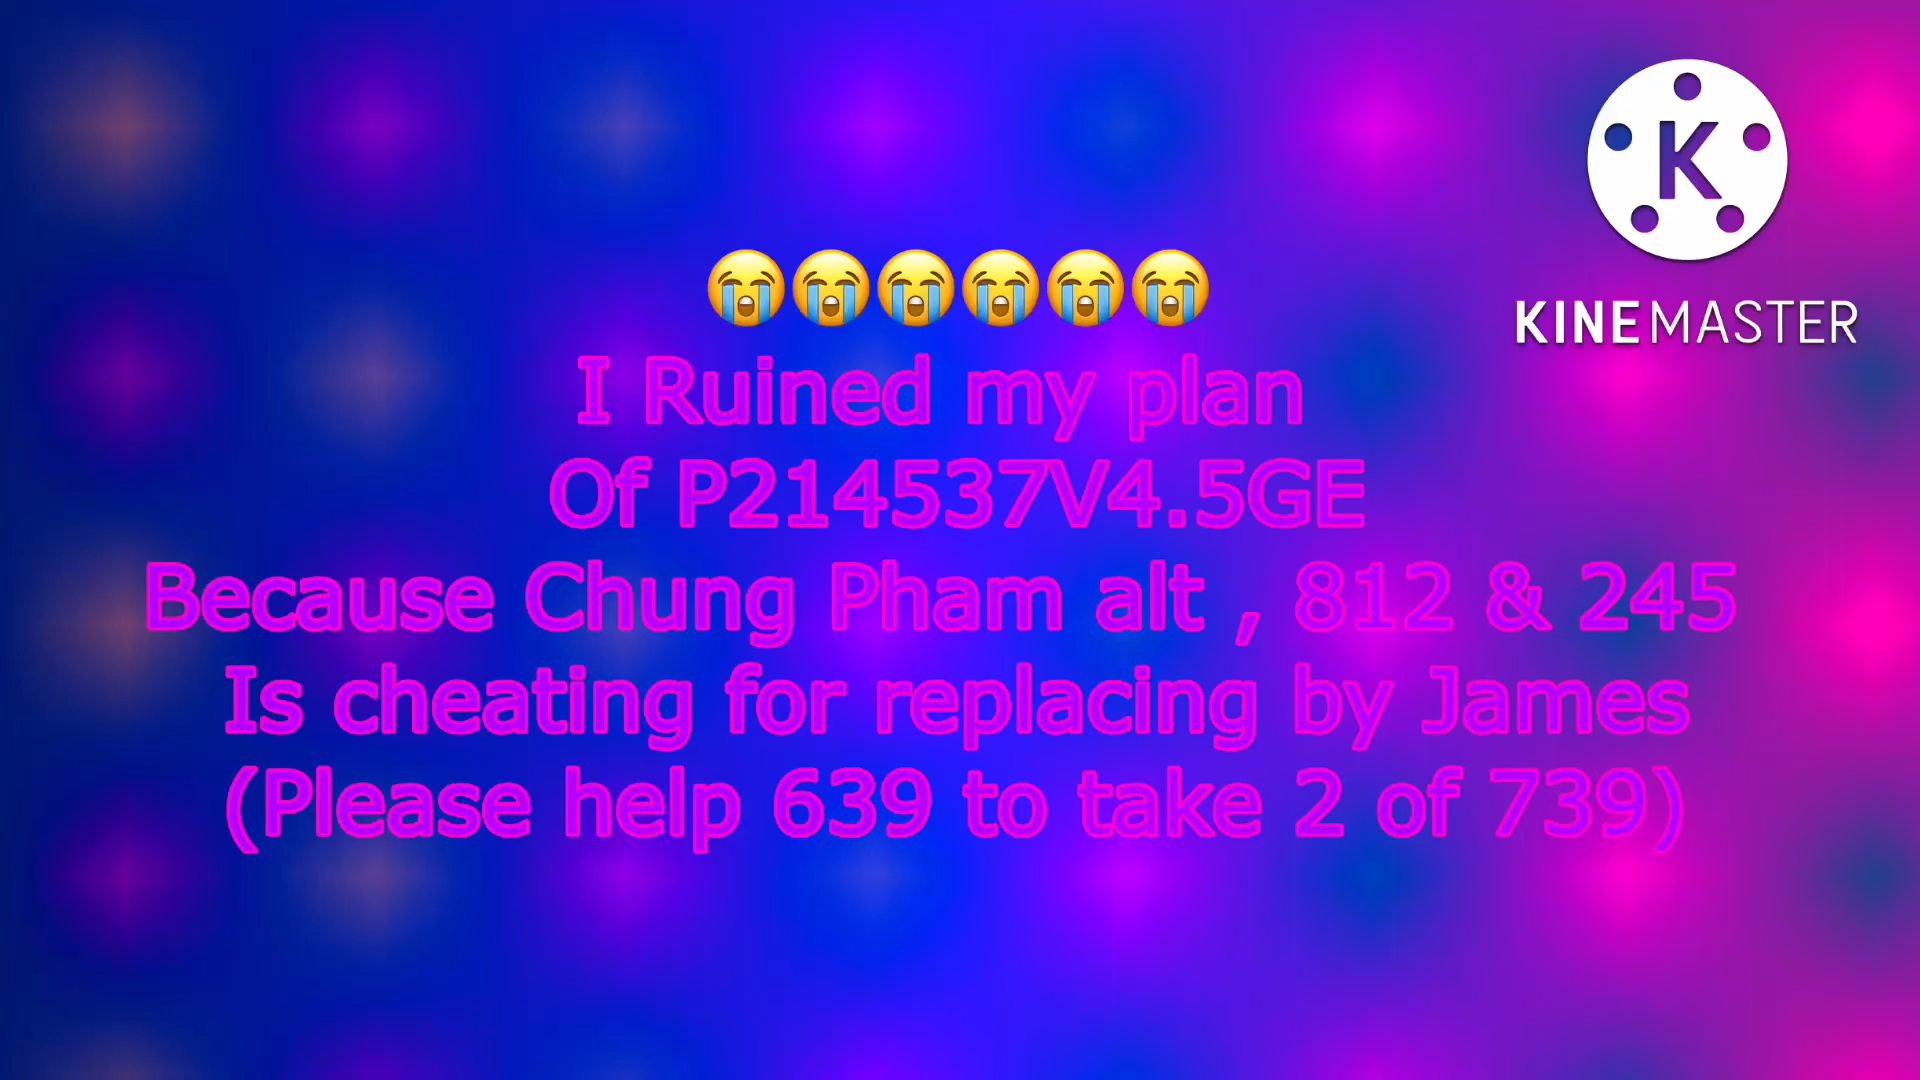 K
KINEMASTER
😭😭😭😭😭😭
I Ruined my plan
Of P214537V4.5GE
Because Chung Pham alt , 812 & 245
Is cheating for replacing by James
(Please help 639 to take 2 of 739)